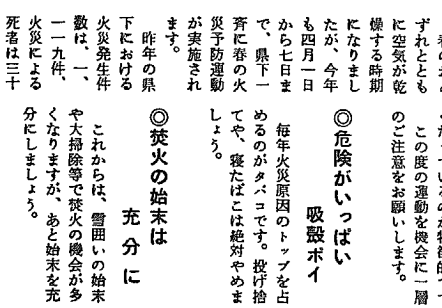 ずれととも
に空気が乾
燥する時期
になりまし
たが、今年
も四月一日
から七日ま
で、県下一
斉に春の火
災予防運動
が実施され
ます。
昨年の県
下における
火災発生件
数は、一、
一一九件、
火災による
死者は三十
この度の運動を機会に一層
のご注意をお願いします。
◎危険がいっぱい
吸殻ポイ
毎年火災原因のトップを占
めるのがタバコです。投げ捨
てや、寝たばこは絶対やめま
しょう。
◎焚火の始末は
充分に
これからは、雪囲いの始末
や大掃除等で焚火の機会が多
くなりますが、あと始末を充
分にしましょう。